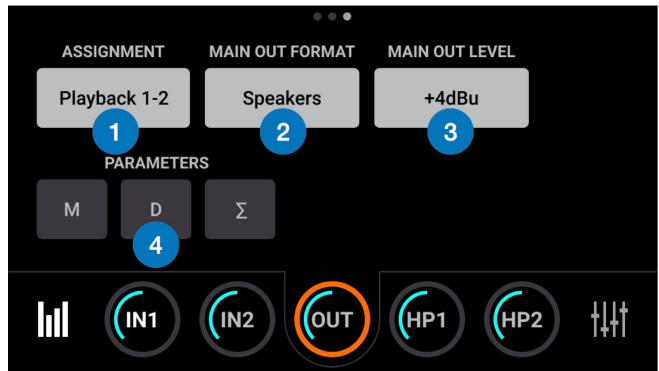 ASSIGNMENT MAIN OUT FORMAT MAIN OUT LEVEL
Playback 1-2 Speakers +4dBu
1 2 3
PARAMETERS
M D Σ
4
IN1 IN2 OUT HP1 HP2